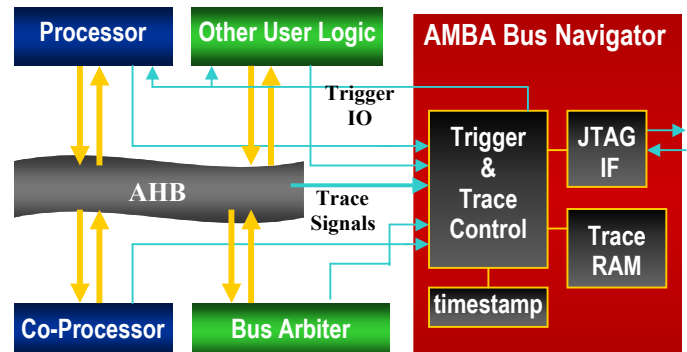 Processor
Other User Logic
AMBA Bus Navigator
Trigger
IO
Trigger
&
Trace
Control
JTAG
IF
AHB
Trace
Signals
Trace
RAM
timestamp
Co-Processor
Bus Arbiter